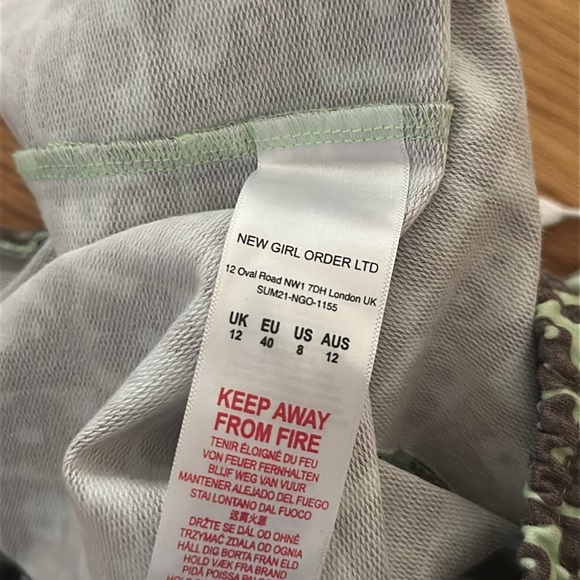 NEW GIRL ORDER LTD
12 Oval Road NW1 7DH London UK
SUM21-NGO-1155
UK EU US AUS
12 40 8 12
KEEP AWAY
FROM FIRE
TENIR ÉLOIGNÉ DU FEU
VON FEUER FERNHALTEN
BLIJF WEG VAN VUUR
MANTENER ALEJADO DEL FUEGO
STAI LONTANO DAL FUOCO
远离火源
DRŽTE SE DÁL OD OHNĚ
TRZYMAĆ ZDALA OD OGNIA
HÅLL DIG BORTA FRÅN ELD
HOLD VÆK FRA BRAND
PIDÄ POISSA